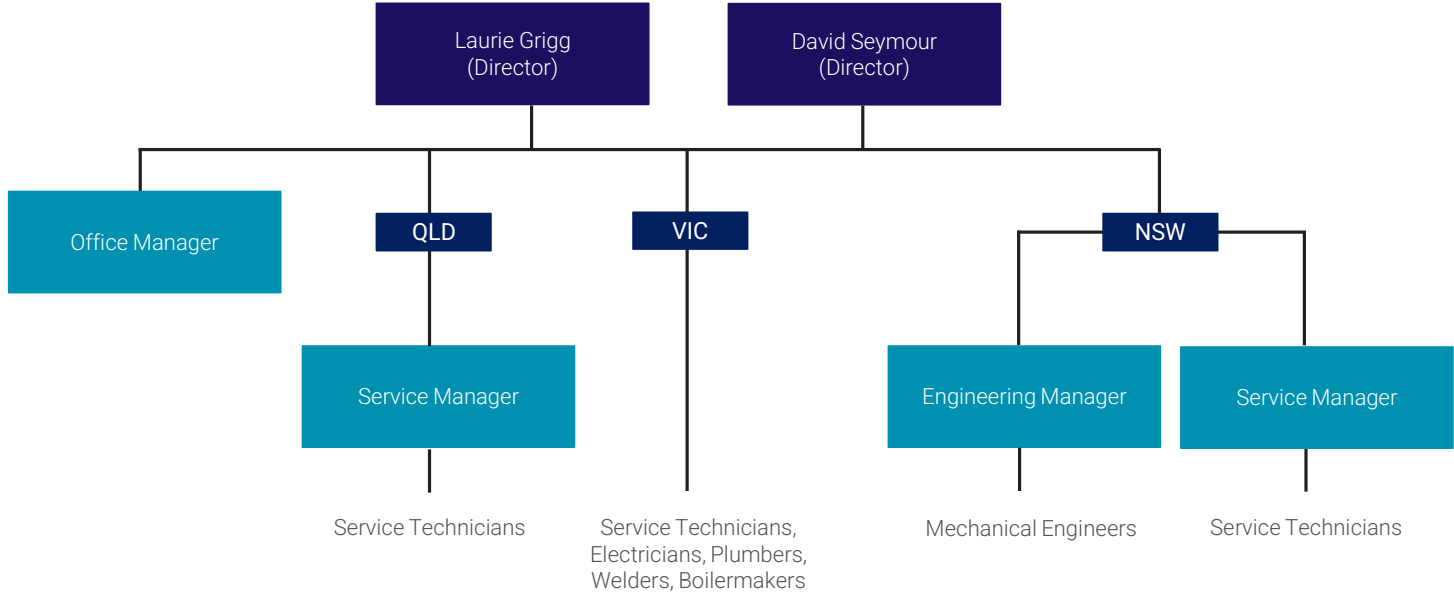 Laurie Grigg
(Director)
David Seymour
(Director)
Office Manager
QLD
VIC
NSW
Service Manager
Engineering Manager
Service Manager
Service Technicians
Service Technicians,
Electricians, Plumbers,
Welders, Boilermakers
Mechanical Engineers
Service Technicians